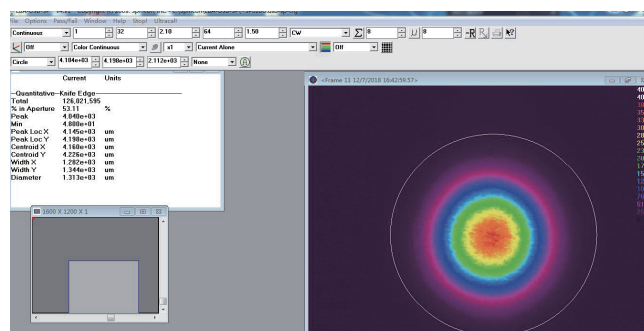 File Options Pass/Fail Window Help Stop! Ultracal!
Continuous 1 32 2.10 64 1.50 CW Σ 8 8
Off Color Continuous x1 Current Alone Off
Circle 4.184e+03 4.198e+03 2.112e+03 None
Current Units
--Quantitative--Knife Edge
Total 126,021,595
% in Aperture 53.11 %
Peak 4.040e+03
Min 4.800e+01
Peak Loc X 4.145e+03 um
Peak Loc Y 4.198e+03 um
Centroid X 4.160e+03 um
Centroid Y 4.226e+03 um
Width X 1.282e+03 um
Width Y 1.344e+03 um
Diameter 1.313e+03 um
<Frame 11 12/7/2018 16:42:59.57>
1600 X 1200 X 1